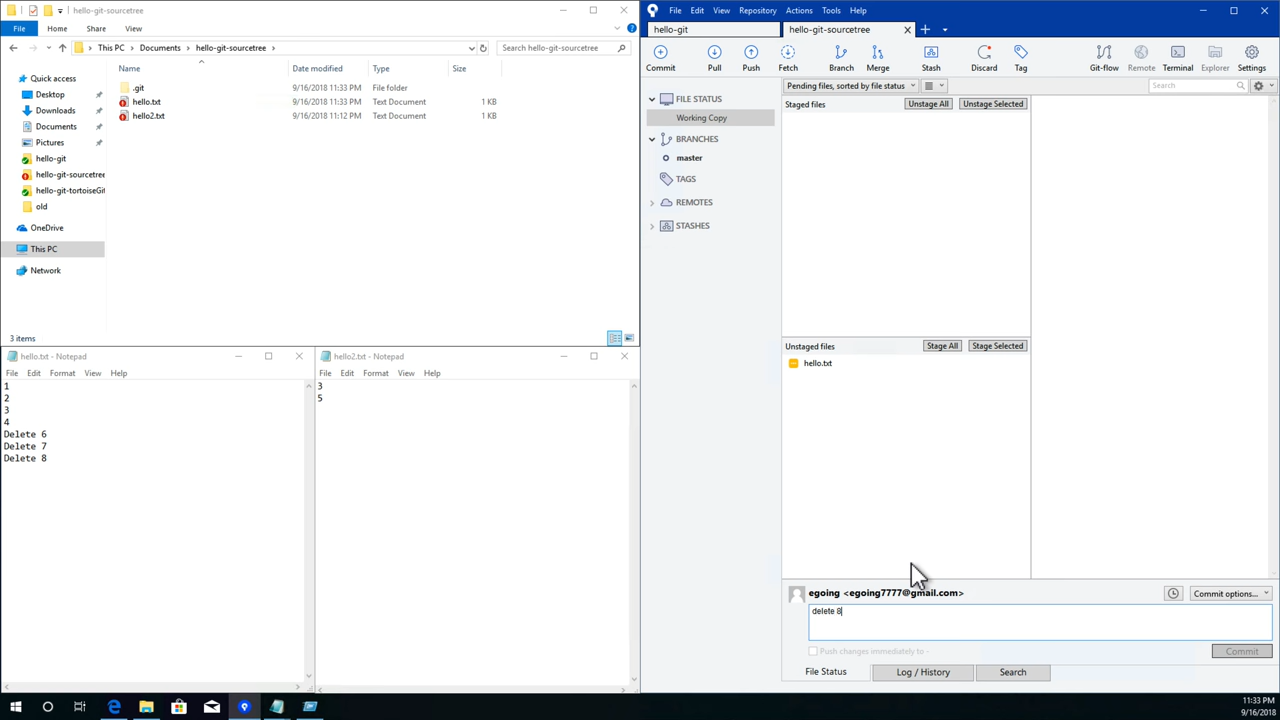 hello-git-sourcetree
File Home Share View
This PC > Documents > hello-git-sourcetree >
Search hello-git-sourcetree
Name Date modified Type Size
Quick access
Desktop
Downloads
Documents
Pictures
hello-git
hello-git-sourcetree
hello-git-tortoiseGit
old
OneDrive
This PC
Network
.git 9/16/2018 11:33 PM File folder
hello.txt 9/16/2018 11:33 PM Text Document 1 KB
hello2.txt 9/16/2018 11:12 PM Text Document 1 KB
3 items
hello.txt - Notepad
File Edit Format View Help
1
2
3
4
Delete 6
Delete 7
Delete 8
hello2.txt - Notepad
File Edit Format View Help
3
5
File Edit View Repository Actions Tools Help
hello-git hello-git-sourcetree
Commit Pull Push Fetch Branch Merge Stash Discard Tag Git-flow Remote Terminal Explorer Settings
FILE STATUS
Working Copy
BRANCHES
master
TAGS
REMOTES
STASHES
Pending files, sorted by file status
Search
Staged files Unstage All Unstage Selected
Unstaged files Stage All Stage Selected
hello.txt
egoing <egoing7777@gmail.com>
Commit options...
delete 8
Push changes immediately to -
Commit
File Status Log / History Search
11:33 PM
9/16/2018